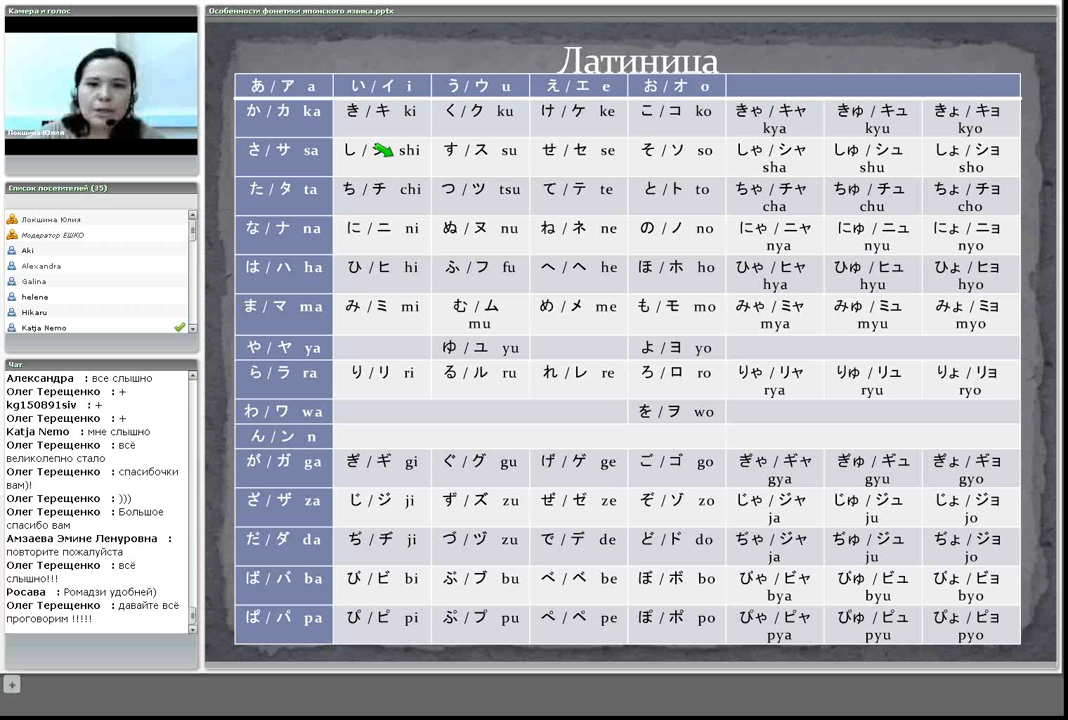 Камера и голос
Локшина Юлия
Список посетителей (35)
Локшина Юлия
Модератор ЕШКО
Aki
Alexandra
Galina
helene
Hikaru
Katja Nemo
Чат
Александра : все слышно
Олег Терещенко : +
kg150891siv : +
Олег Терещенко : +
Katja Nemo : мне слышно
Олег Терещенко : всё
великолепно стало
Олег Терещенко : спасибочки
вам)!
Олег Терещенко : )))
Олег Терещенко : Большое
спасибо вам
Амзаева Эмине Ленуровна :
повторите пожалуйста
Олег Терещенко : всё
слышно!!!
Росава : Ромадзи удобней)
Олег Терещенко : давайте всё
проговорим !!!!!
Особенности фонетики японского языка.pptx
Латиница
あ/ア a い/イ i う/ウ u え/エ e お/オ o
か/カ ka き/キ ki く/ク ku け/ケ ke こ/コ ko きゃ/キャ kya きゅ/キュ kyu きょ/キョ kyo
さ/サ sa し/ shi す/ス su せ/セ se そ/ソ so しゃ/シャ sha しゅ/シュ shu しょ/ショ sho
た/タ ta ち/チ chi つ/ツ tsu て/テ te と/ト to ちゃ/チャ cha ちゅ/チュ chu ちょ/チョ cho
な/ナ na に/ニ ni ぬ/ヌ nu ね/ネ ne の/ノ no にゃ/ニャ nya にゅ/ニュ nyu にょ/ニョ nyo
は/ハ ha ひ/ヒ hi ふ/フ fu へ/ヘ he ほ/ホ ho ひゃ/ヒャ hya ひゅ/ヒュ hyu ひょ/ヒョ hyo
ま/マ ma み/ミ mi む/ム mu め/メ me も/モ mo みゃ/ミャ mya みゅ/ミュ myu みょ/ミョ myo
や/ヤ ya ゆ/ユ yu よ/ヨ yo
ら/ラ ra り/リ ri る/ル ru れ/レ re ろ/ロ ro りゃ/リャ rya りゅ/リュ ryu りょ/リョ ryo
わ/ワ wa を/ヲ wo
ん/ン n
が/ガ ga ぎ/ギ gi ぐ/グ gu げ/ゲ ge ご/ゴ go ぎゃ/ギャ gya ぎゅ/ギュ gyu ぎょ/ギョ gyo
ざ/ザ za じ/ジ ji ず/ズ zu ぜ/ゼ ze ぞ/ゾ zo じゃ/ジャ ja じゅ/ジュ ju じょ/ジョ jo
だ/ダ da ぢ/ヂ ji づ/ヅ zu で/デ de ど/ド do ぢゃ/ジャ ja ぢゅ/ジュ ju ぢょ/ジョ jo
ば/バ ba び/ビ bi ぶ/ブ bu べ/ベ be ぼ/ボ bo びゃ/ビャ bya びゅ/ビュ byu びょ/ビョ byo
ぱ/パ pa ぴ/ピ pi ぷ/プ pu ぺ/ペ pe ぽ/ポ po ぴゃ/ピャ pya ぴゅ/ピュ pyu ぴょ/ピョ pyo